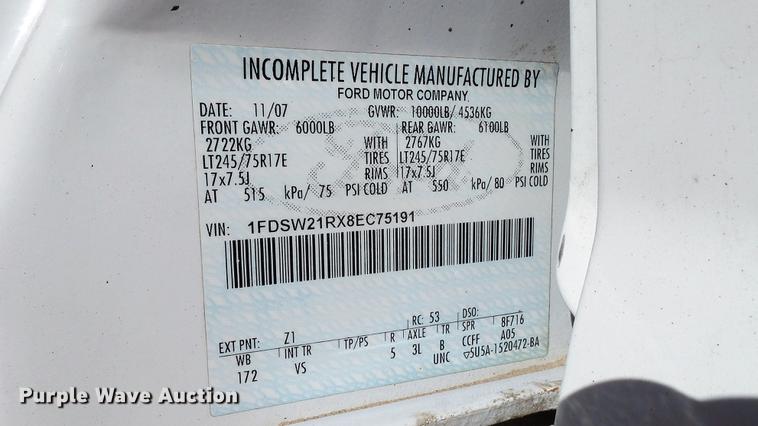 INCOMPLETE VEHICLE MANUFACTURED BY
FORD MOTOR COMPANY
DATE: 11/07 GVWR: 10000LB/ 4536KG
FRONT GAWR: 6000LB REAR GAWR: 6100LB
2722KG WITH 2767KG WITH
LT245/75R17E TIRES LT245/75R17E TIRES
17x7.5J RIMS 17x7.5J RIMS
AT 515 kPa/ 75 PSI COLD AT 550 kPa/ 80 PSI COLD
VIN: 1FDSW21RX8EC75191
EXT PNT: Z1 RC: 53 DSO:
WB INT TR TP/PS R AXLE TR SPR 8F716
172 VS 5 3L B CCFF A05
UNC 5U5A-1520472-BA
Purple Wave Auction